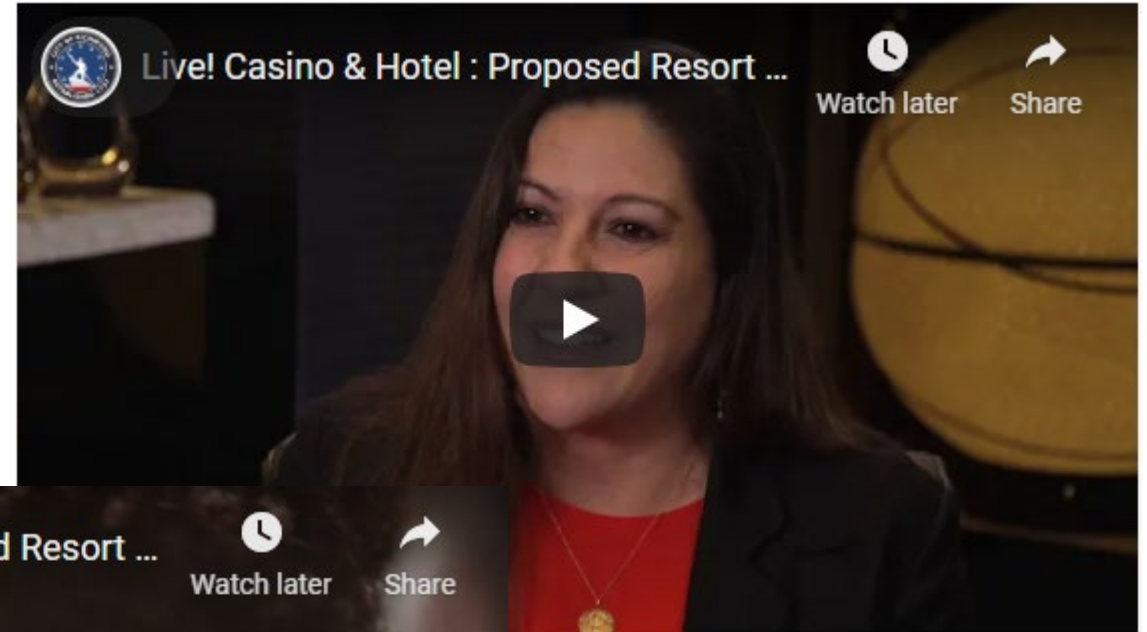 Live! Casino & Hotel : Proposed Resort ...
Watch later
Share
d Resort ...
Watch later
Share